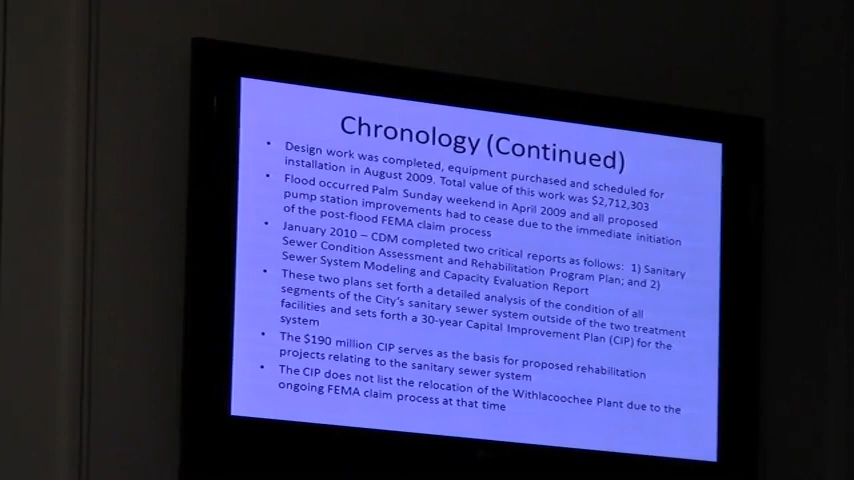 Chronology (Continued)
• Design work was completed, equipment purchased and scheduled for
installation in August 2009. Total value of this work was $2,712,303
• Flood occurred Palm Sunday weekend in April 2009 and all proposed
pump station improvements had to cease due to the immediate initiation
of the post-flood FEMA claim process
• January 2010 – CDM completed two critical reports as follows: 1) Sanitary
Sewer Condition Assessment and Rehabilitation Program Plan; and 2)
Sewer System Modeling and Capacity Evaluation Report
• These two plans set forth a detailed analysis of the condition of all
segments of the City's sanitary sewer system outside of the two treatment
facilities and sets forth a 30-year Capital Improvement Plan (CIP) for the
system
• The $190 million CIP serves as the basis for proposed rehabilitation
projects relating to the sanitary sewer system
• The CIP does not list the relocation of the Withlacoochee Plant due to the
ongoing FEMA claim process at that time